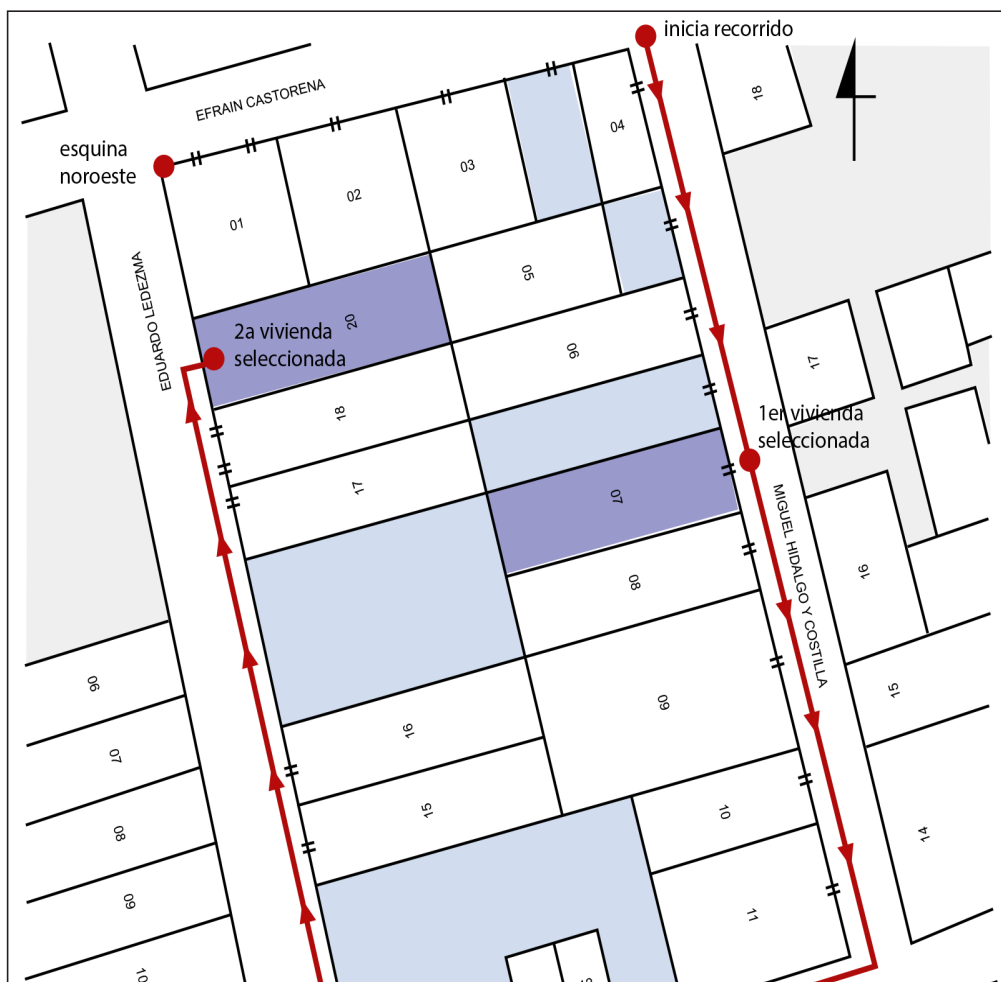 inicia recorrido
EFRAIN CASTORENA
18
esquina
noroeste
04
03
02
01
EDUARDO LEDEZMA
05
20
2a vivienda
seleccionada
06
17
18
1er vivienda
seleccionada
17
07
MIGUEL HIDALGO Y COSTILLA
16
08
06
09
15
16
07
15
10
08
14
09
11
10